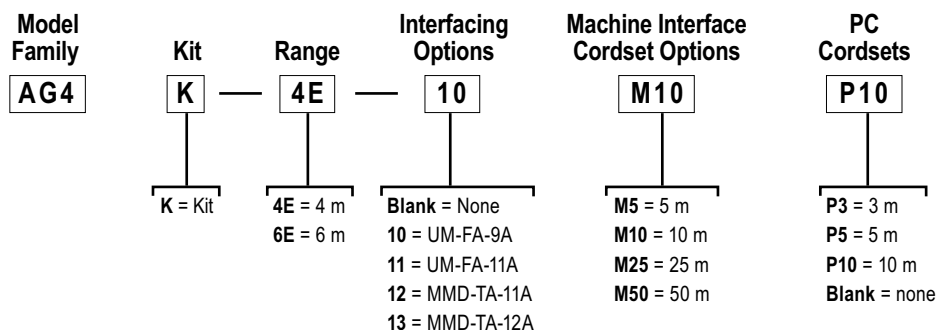 Model Family
Kit
Range
Interfacing Options
Machine Interface Cordset Options
PC Cordsets
AG4 K — 4E — 10 M10 P10
K = Kit
4E = 4 m
6E = 6 m
Blank = None
10 = UM-FA-9A
11 = UM-FA-11A
12 = MMD-TA-11A
13 = MMD-TA-12A
M5 = 5 m
M10 = 10 m
M25 = 25 m
M50 = 50 m
P3 = 3 m
P5 = 5 m
P10 = 10 m
Blank = none